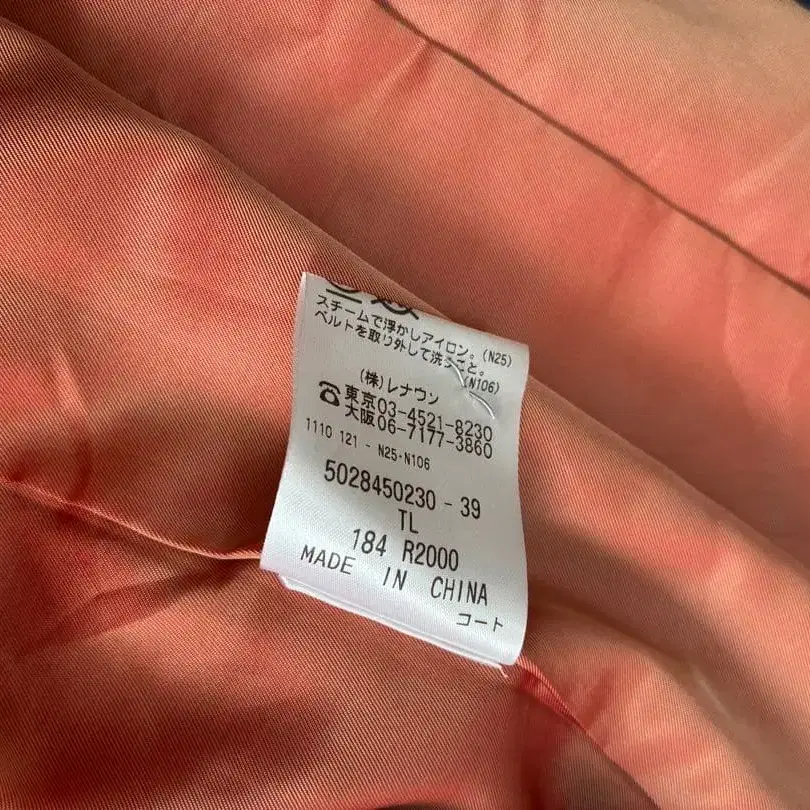 スチームで浮かしアイロン。(N25)
ベルトを取り外して洗うこと。
(N106)
(株)レナウン
☎東京03-4521-8230
大阪06-7177-3860
1110 121 - N25・N106
5028450230 - 39
TL
184 R2000
MADE IN CHINA
コート